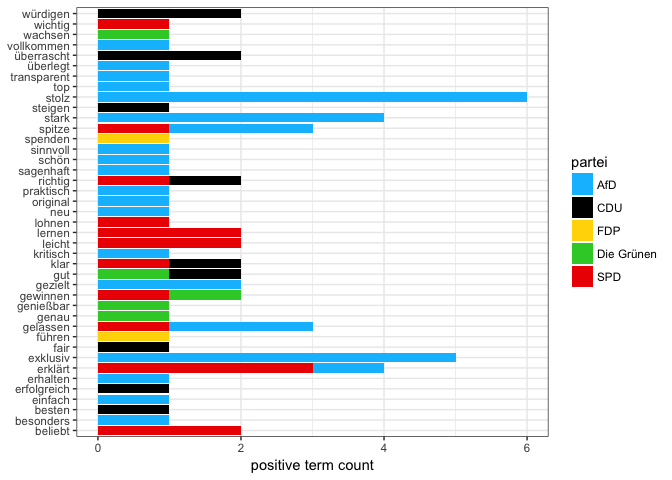 würdigen
wichtig
wachsen
vollkommen
überrascht
überlegt
transparent
top
stolz
steigen
stark
spitze
spenden
sinnvoll
schön
sagenhaft
richtig
praktisch
original
neu
lohnen
lernen
leicht
kritisch
klar
gut
gezielt
gewinnen
genießbar
genau
gelassen
führen
fair
exklusiv
erklärt
erhalten
erfolgreich
einfach
besten
besonders
beliebt
0 2 4 6
positive term count
partei
AfD
CDU
FDP
Die Grünen
SPD